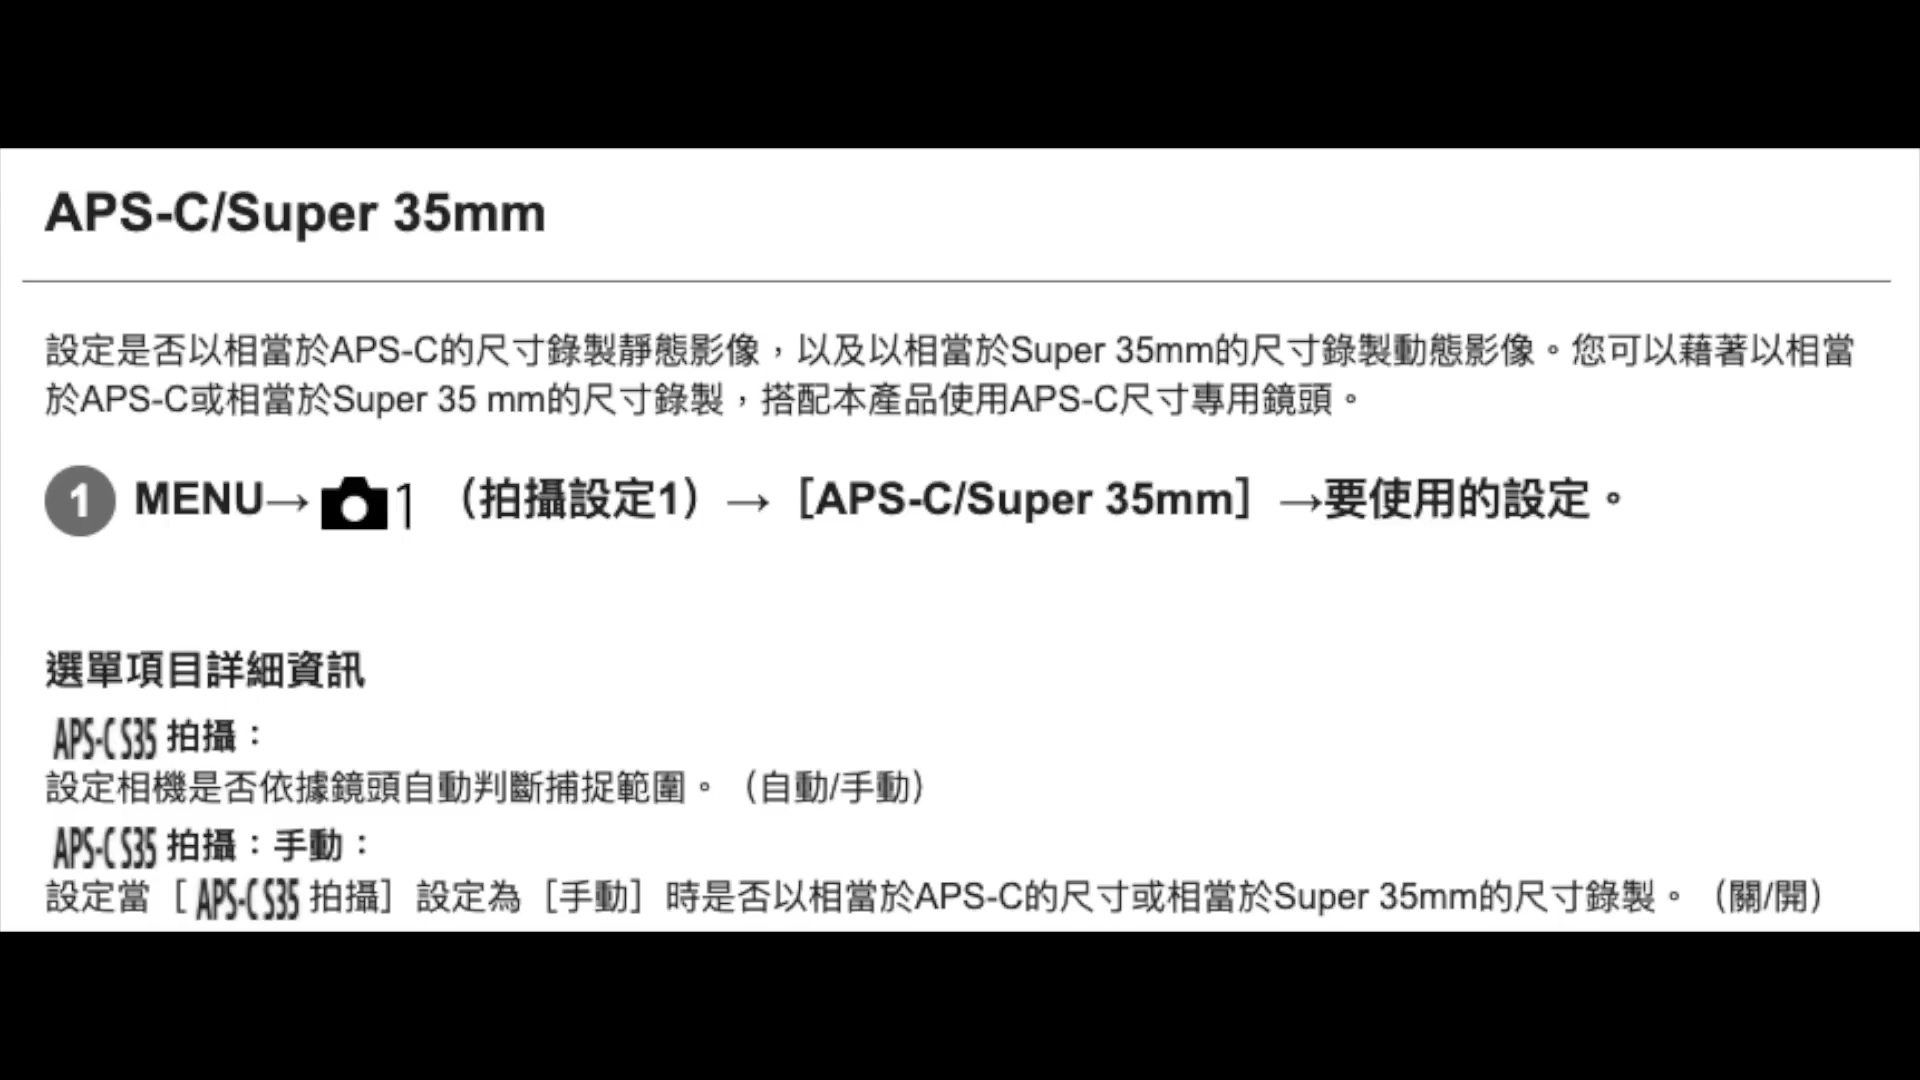 APS-C/Super 35mm
設定是否以相當於APS-C的尺寸錄製靜態影像，以及以相當於Super 35mm的尺寸錄製動態影像。您可以藉著以相當
於APS-C或相當於Super 35 mm的尺寸錄製，搭配本產品使用APS-C尺寸專用鏡頭。
1 MENU→ 1 （拍攝設定1）→［APS-C/Super 35mm］→要使用的設定。
選單項目詳細資訊
APS-C S35 拍攝：
設定相機是否依據鏡頭自動判斷捕捉範圍。（自動/手動）
APS-C S35 拍攝：手動：
設定當［ APS-C S35 拍攝］設定為［手動］時是否以相當於APS-C的尺寸或相當於Super 35mm的尺寸錄製。（關/開）